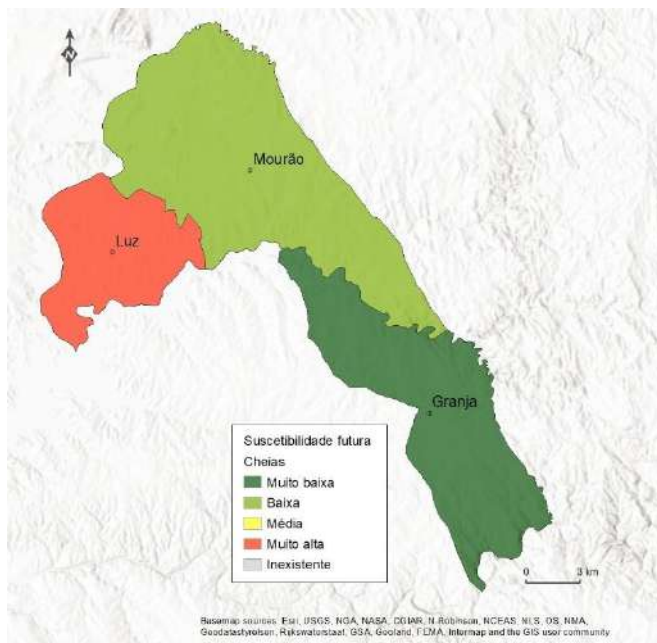 N
Mourão
Luz
Granja
Suscetibilidade futura
Cheias
Muito baixa
Baixa
Média
Muito alta
Inexistente
0 3 km
Basemap sources: Esri, USGS, NGA, NASA, CGIAR, N Robinson, NCEAS, NLS, OS, NMA,
Geodatastyrelsen, Rijkswaterstaat, GSA, Geoland, FEMA, Intermap and the GIS user community